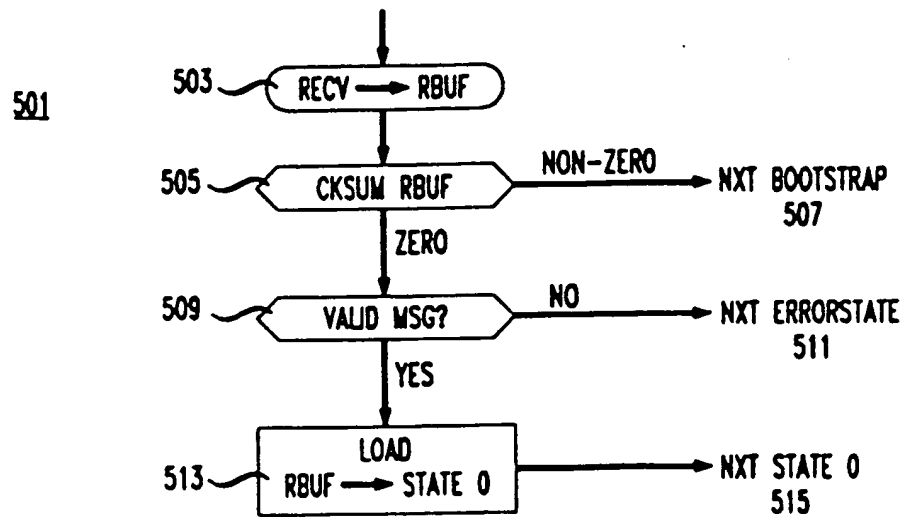 501
503
RECV → RBUF
505
CKSUM RBUF
NON-ZERO
NXT BOOTSTRAP
507
ZERO
509
VALID MSG?
NO
NXT ERRORSTATE
511
YES
513
LOAD
RBUF → STATE 0
NXT STATE 0
515